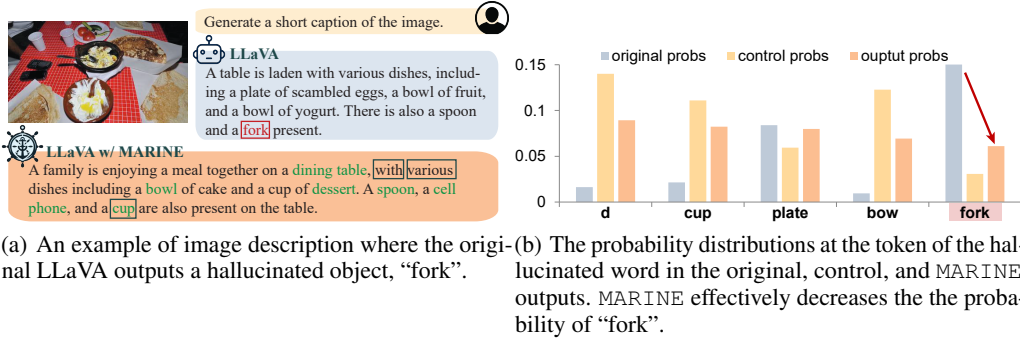 Generate a short caption of the image.
LLaVA
A table is laden with various dishes, includ-
ing a plate of scambled eggs, a bowl of fruit,
and a bowl of yogurt. There is also a spoon
and a fork present.
LLaVA w/ MARINE
A family is enjoying a meal together on a dining table, with various
dishes including a bowl of cake and a cup of dessert. A spoon, a cell
phone, and a cup are also present on the table.
(a) An example of image description where the origi-
nal LLaVA outputs a hallucinated object, “fork”.
original probs control probs ouptut probs
0.15
0.1
0.05
0
d cup plate bow fork
(b) The probability distributions at the token of the hal-
lucinated word in the original, control, and MARINE
outputs. MARINE effectively decreases the the proba-
bility of “fork”.